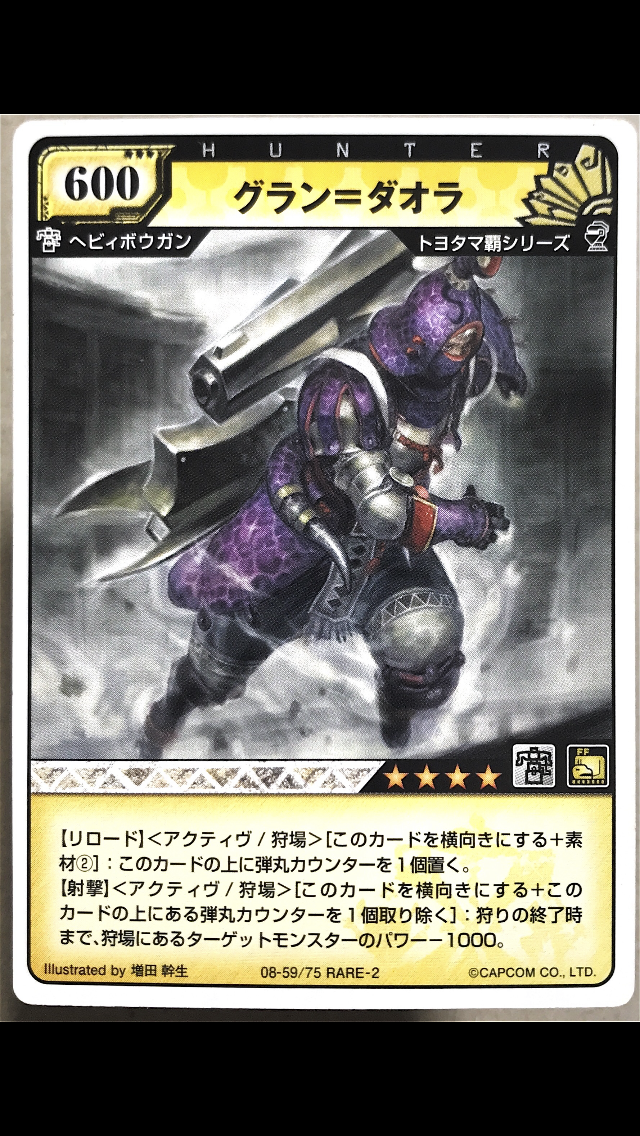 HUNTER
600
グラン=ダオラ
ヘビィボウガン
トヨタマ覇シリーズ
FF
【リロード】<アクティヴ / 狩場>[このカードを横向きにする+素
材②]:このカードの上に弾丸カウンターを1個置く。
【射撃】<アクティヴ / 狩場>[このカードを横向きにする+この
カードの上にある弾丸カウンターを1個取り除く]:狩りの終了時
まで、狩場にあるターゲットモンスターのパワー-1000。
Illustrated by 増田 幹生
08-59/75 RARE-2
©CAPCOM CO., LTD.